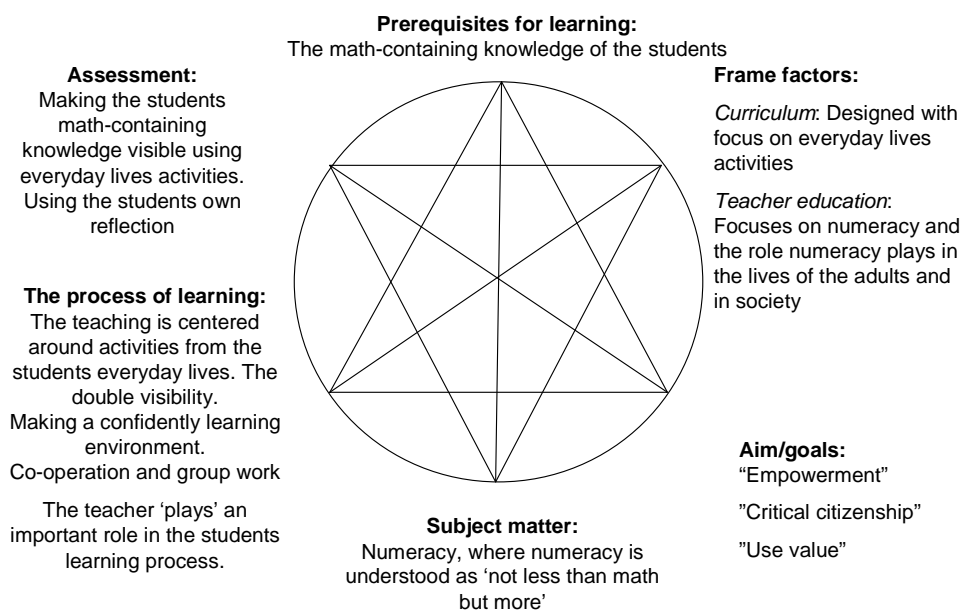 Prerequisites for learning:
The math-containing knowledge of the students
Assessment:
Making the students
math-containing
knowledge visible using
everyday lives activities.
Using the students own
reflection
Frame factors:
Curriculum: Designed with
focus on everyday lives
activities
Teacher education:
Focuses on numeracy and
the role numeracy plays in
the lives of the adults and
in society
The process of learning:
The teaching is centered
around activities from the
students everyday lives. The
double visibility.
Making a confidently learning
environment.
Co-operation and group work
The teacher ‘plays’ an
important role in the students
learning process.
Subject matter:
Numeracy, where numeracy is
understood as ‘not less than math
but more’
Aim/goals:
“Empowerment”
”Critical citizenship”
”Use value”